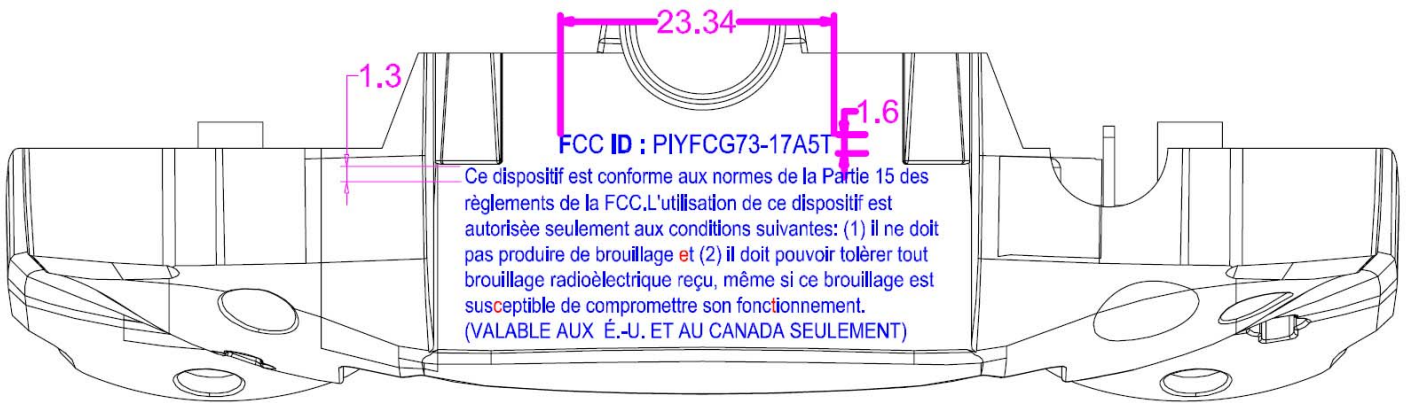 23.34
1.3
1.6
FCC ID : PIYFCG73-17A5T
Ce dispositif est conforme aux normes de la Partie 15 des
règlements de la FCC.L'utilisation de ce dispositif est
autorisèe seulement aux conditions suivantes: (1) il ne doit
pas produire de brouillage et (2) il doit pouvoir tolèrer tout
brouillage radioèlectrique reçu, même si ce brouillage est
susceptible de compromettre son fonctionnement.
(VALABLE AUX É.-U. ET AU CANADA SEULEMENT)